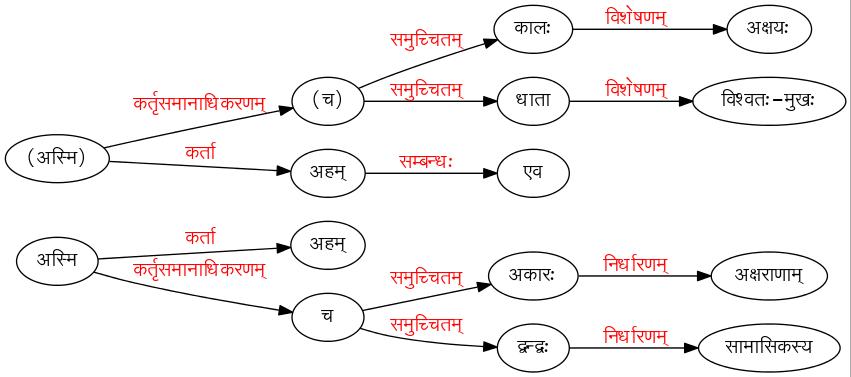 कालः विशेषणम् अक्षयः
समुच्चितम्
कर्तृसमानाधिकरणम् (च) समुच्चितम् धाता विशेषणम् विश्वतः-मुखः
(अस्मि) कर्ता अहम् सम्बन्धः एव
अस्मि कर्ता अहम्
कर्तृसमानाधिकरणम् च समुच्चितम् अकारः निर्धारणम् अक्षराणाम्
समुच्चितम् द्वन्द्वः निर्धारणम् सामासिकस्य